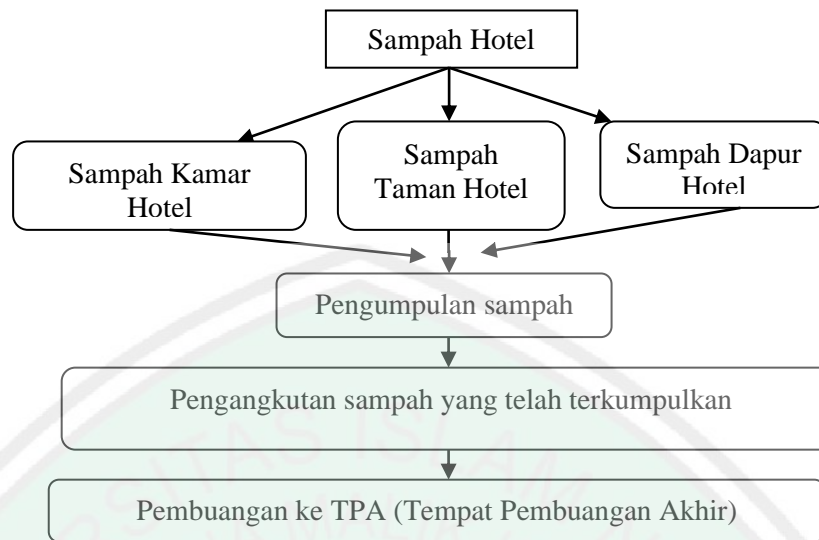 Sampah Hotel
Sampah Kamar
Hotel
Sampah
Taman Hotel
Sampah Dapur
Hotel
Pengumpulan sampah
Pengangkutan sampah yang telah terkumpulkan
Pembuangan ke TPA (Tempat Pembuangan Akhir)